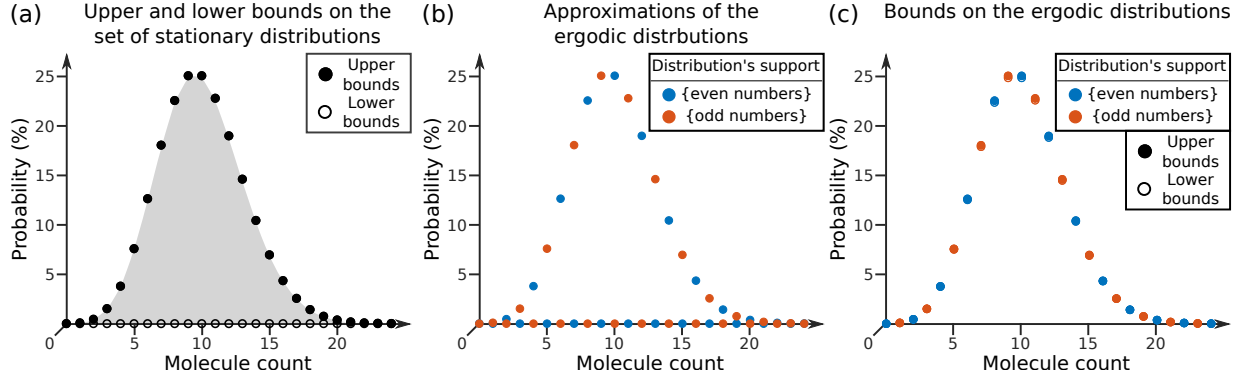 (a)
Upper and lower bounds on the
set of stationary distributions
Upper
bounds
Lower
bounds
Probability (%)
25
20
15
10
5
0
5
10
15
20
Molecule count
(b)
Approximations of the
ergodic distrbutions
Distribution's support
{even numbers}
{odd numbers}
Probability (%)
25
20
15
10
5
0
5
10
15
20
Molecule count
(c)
Bounds on the ergodic distributions
Distribution's support
{even numbers}
{odd numbers}
Upper
bounds
Lower
bounds
Probability (%)
25
20
15
10
5
0
5
10
15
20
Molecule count